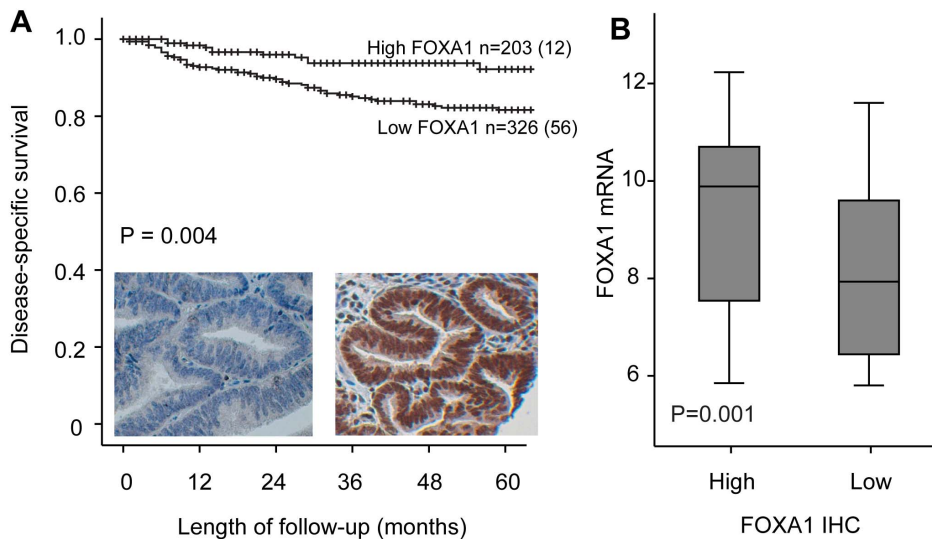 A
Disease-specific survival
1.0
0.8
0.6
0.4
0.2
0
High FOXA1 n=203 (12)
Low FOXA1 n=326 (56)
P = 0.004
0 12 24 36 48 60
Length of follow-up (months)
B
FOXA1 mRNA
12
10
8
6
P=0.001
High Low
FOXA1 IHC